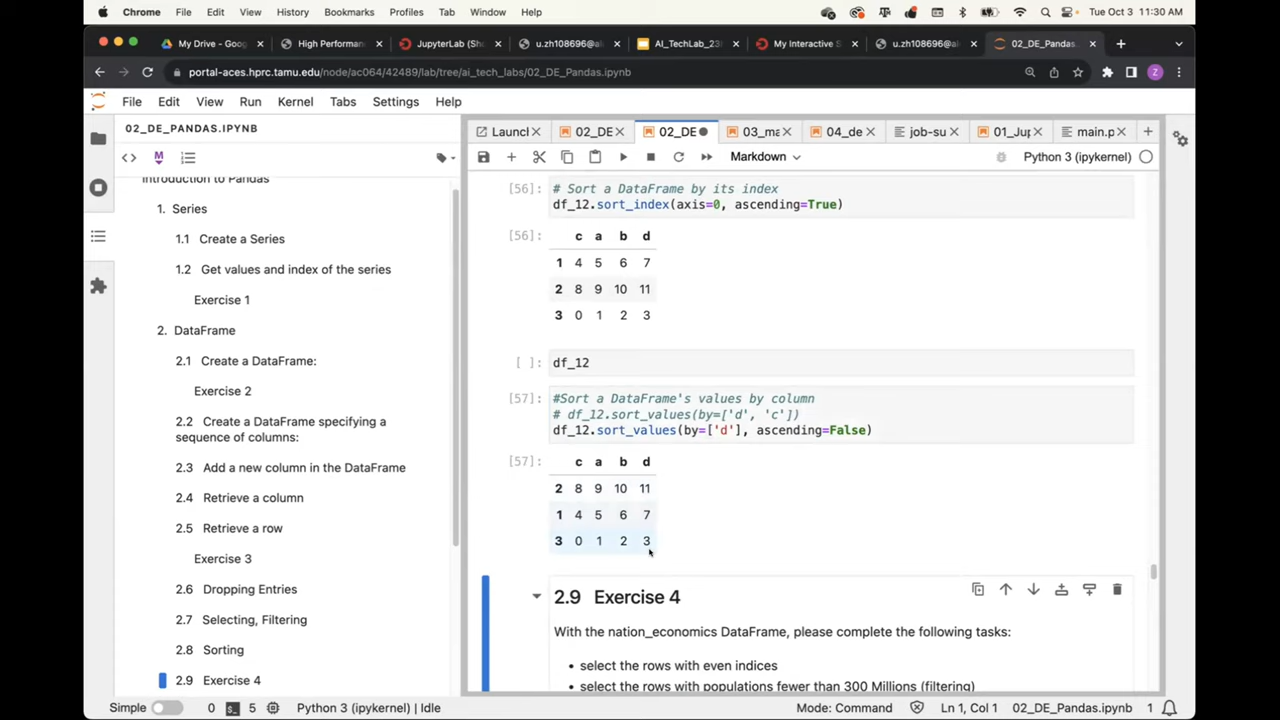 Chrome File Edit View History Bookmarks Profiles Tab Window Help Tue Oct 3 11:30 AM
My Drive - Goo High Performan JupyterLab (Sh u.zh108696@al AI_TechLab_23 My Interactive S u.zh108696@al 02_DE_Pandas.
portal-aces.hprc.tamu.edu/node/ac064/42489/lab/tree/ai_tech_labs/02_DE_Pandas.ipynb Z
File Edit View Run Kernel Tabs Settings Help
02_DE_PANDAS.IPYNB
Introduction to Pandas
1. Series
1.1 Create a Series
1.2 Get values and index of the series
Exercise 1
2. DataFrame
2.1 Create a DataFrame:
Exercise 2
2.2 Create a DataFrame specifying a
sequence of columns:
2.3 Add a new column in the DataFrame
2.4 Retrieve a column
2.5 Retrieve a row
Exercise 3
2.6 Dropping Entries
2.7 Selecting, Filtering
2.8 Sorting
2.9 Exercise 4
Launcl 02_DE 02_DE 03_ma 04_de job-su 01_Jup main.p
Markdown Python 3 (ipykernel)
[56]: # Sort a DataFrame by its index
df_12.sort_index(axis=0, ascending=True)
[56]: c a b d
1 4 5 6 7
2 8 9 10 11
3 0 1 2 3
[ ]: df_12
[57]: #Sort a DataFrame's values by column
# df_12.sort_values(by=['d', 'c'])
df_12.sort_values(by=['d'], ascending=False)
[57]: c a b d
2 8 9 10 11
1 4 5 6 7
3 0 1 2 3
2.9 Exercise 4
With the nation_economics DataFrame, please complete the following tasks:
• select the rows with even indices
• select the rows with populations fewer than 300 Millions (filtering)
Simple 0 5 Python 3 (ipykernel) | Idle Mode: Command Ln 1, Col 1 02_DE_Pandas.ipynb 1